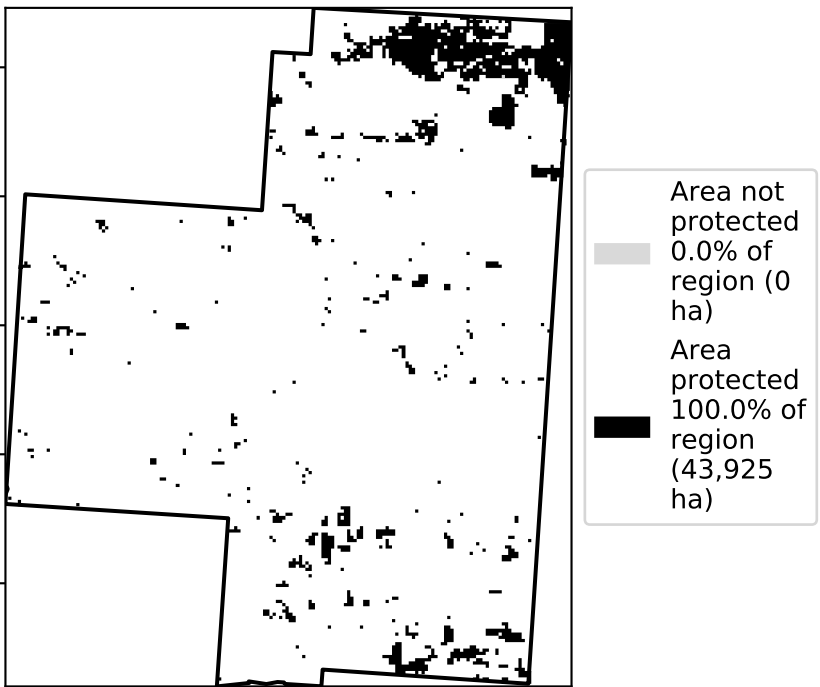 Area not
protected
0.0% of
region (0
ha)
Area
protected
100.0% of
region
(43,925
ha)